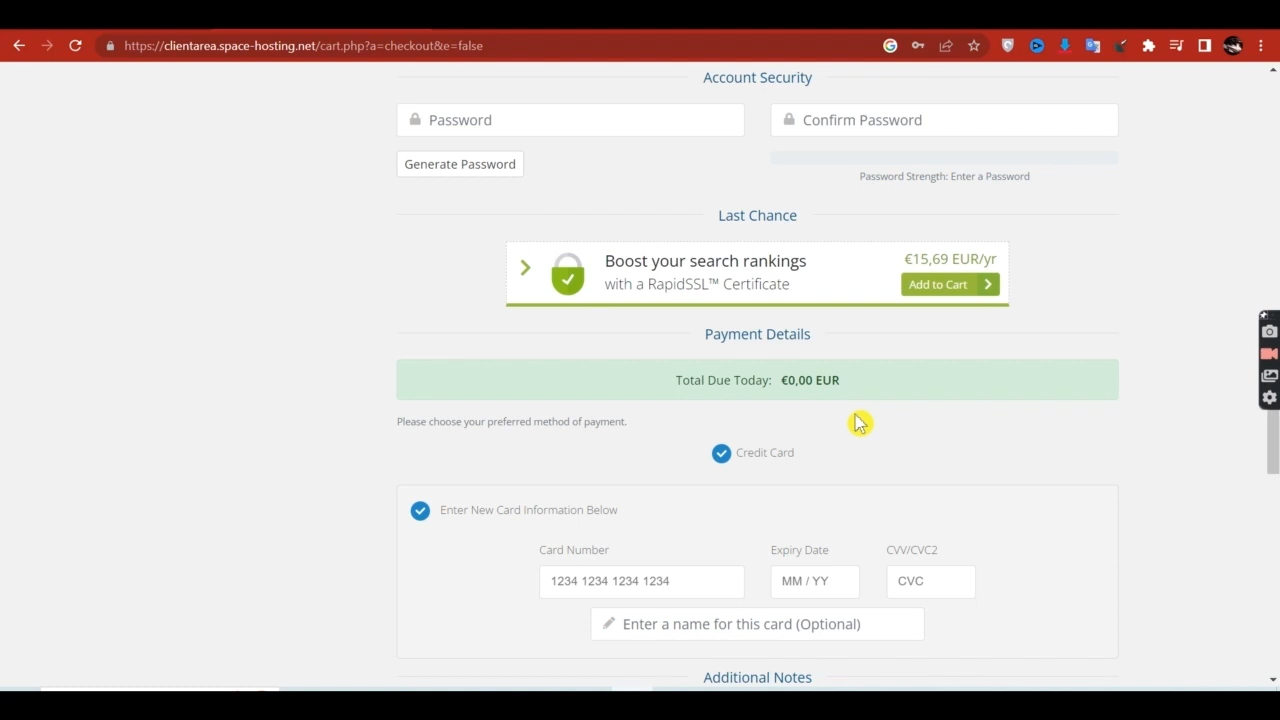 https://clientarea.space-hosting.net/cart.php?a=checkout&e=false
Account Security
Password
Confirm Password
Generate Password
Password Strength: Enter a Password
Last Chance
Boost your search rankings
€15,69 EUR/yr
with a RapidSSL™ Certificate
Add to Cart
Payment Details
Total Due Today: €0,00 EUR
Please choose your preferred method of payment.
Credit Card
Enter New Card Information Below
Card Number
Expiry Date
CVV/CVC2
1234 1234 1234 1234
MM / YY
CVC
Enter a name for this card (Optional)
Additional Notes